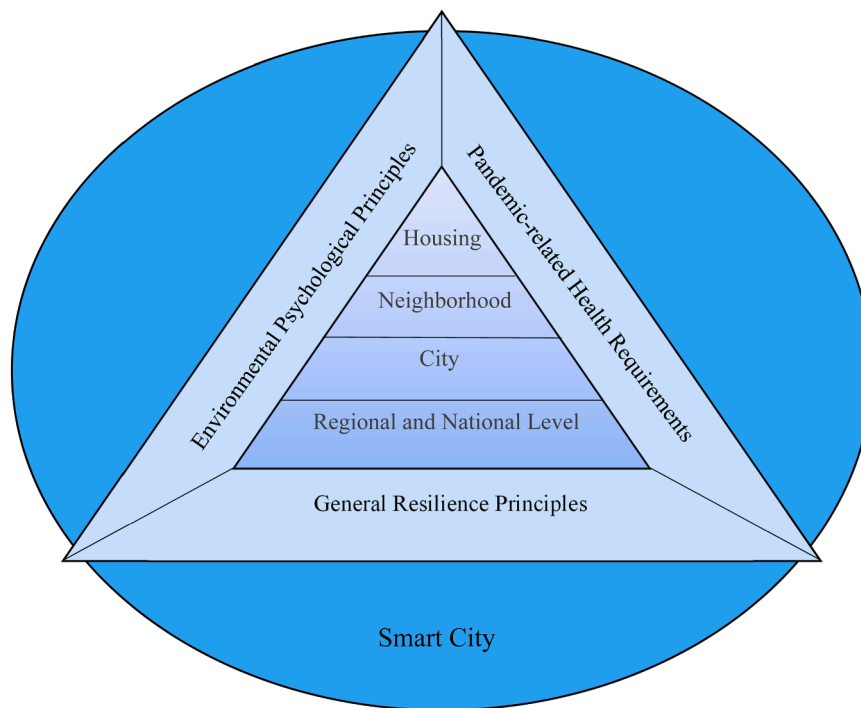 Environmental Psychological Principles
Pandemic-related Health Requirements
Housing
Neighborhood
City
Regional and National Level
General Resilience Principles
Smart City